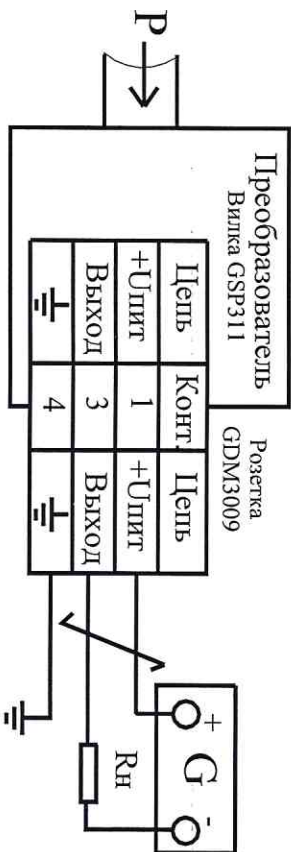 P
Преобразователь
Вилка GSP311
Розетка
GDM3009
Цепь Конт. Цепь
+Uпит 1 +Uпит
Выход 3 Выход
4
+ G -
Rн